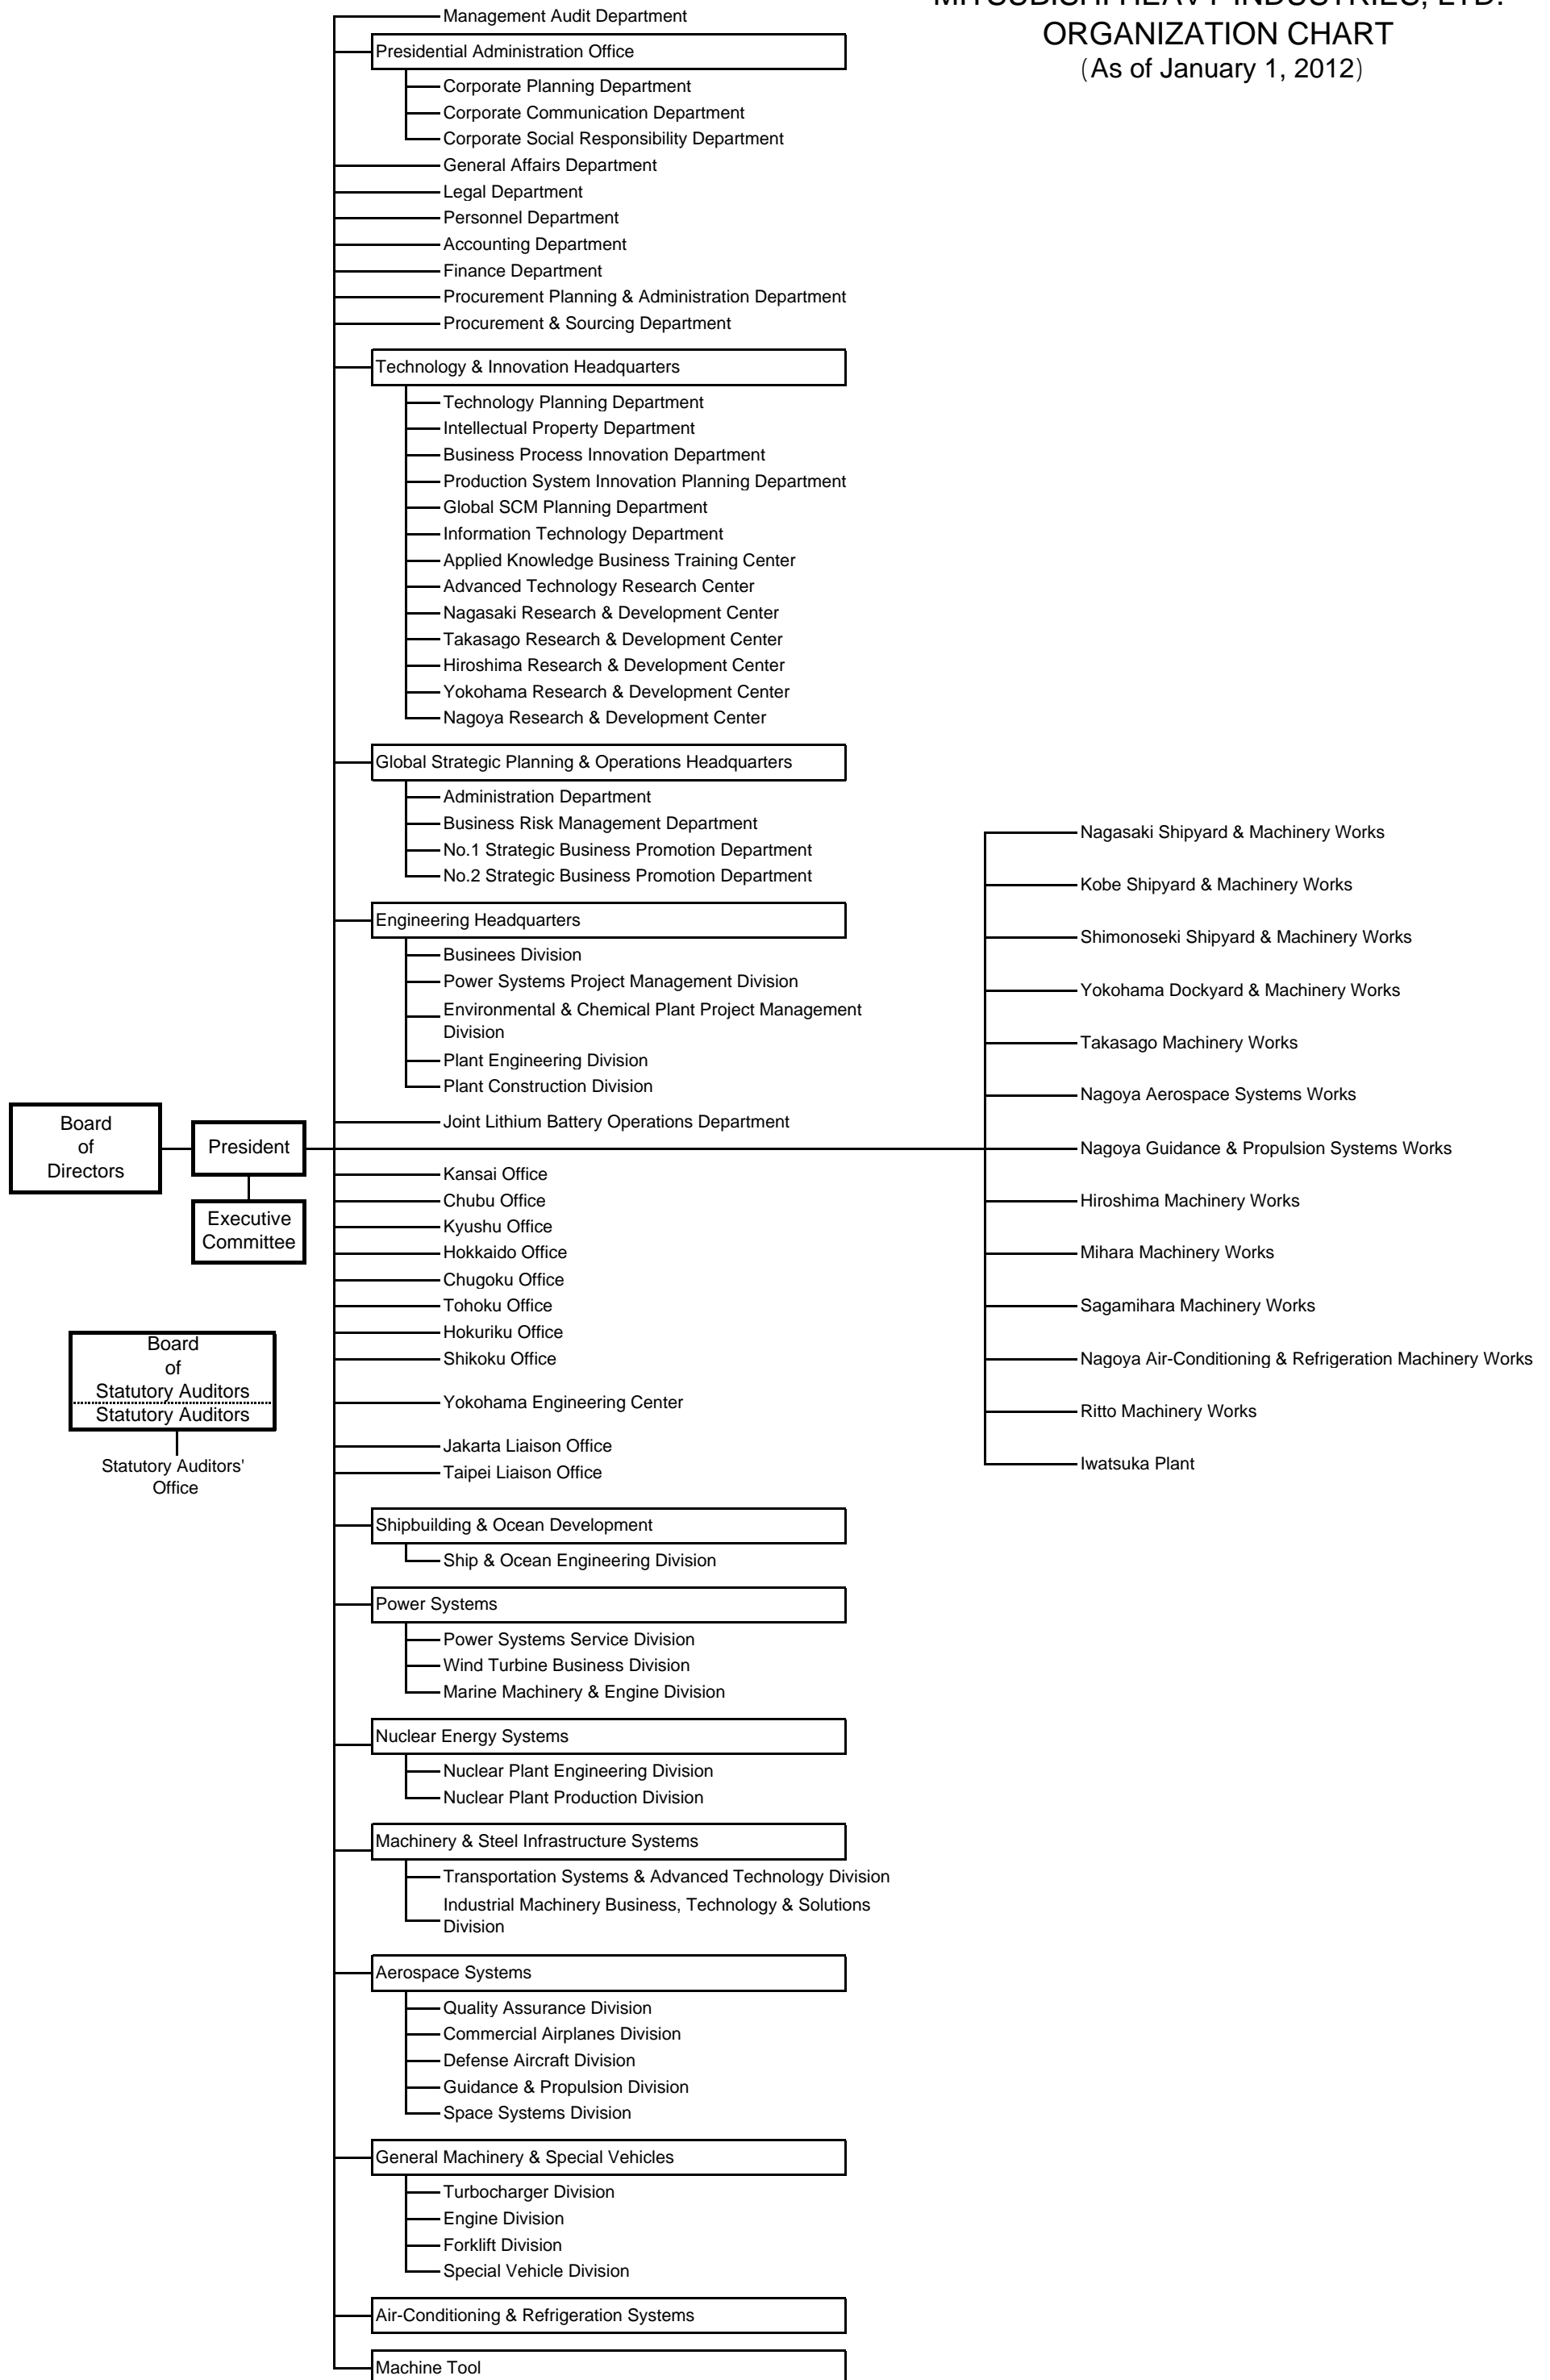 MITSUBISHI HEAVY INDUSTRIES, LTD.
ORGANIZATION CHART
(As of January 1, 2012)
Management Audit Department
Presidential Administration Office
Corporate Planning Department
Corporate Communication Department
Corporate Social Responsibility Department
General Affairs Department
Legal Department
Personnel Department
Accounting Department
Finance Department
Procurement Planning & Administration Department
Procurement & Sourcing Department
Technology & Innovation Headquarters
Technology Planning Department
Intellectual Property Department
Business Process Innovation Department
Production System Innovation Planning Department
Global SCM Planning Department
Information Technology Department
Applied Knowledge Business Training Center
Advanced Technology Research Center
Nagasaki Research & Development Center
Takasago Research & Development Center
Hiroshima Research & Development Center
Yokohama Research & Development Center
Nagoya Research & Development Center
Global Strategic Planning & Operations Headquarters
Administration Department
Business Risk Management Department
No.1 Strategic Business Promotion Department
No.2 Strategic Business Promotion Department
Engineering Headquarters
Businees Division
Power Systems Project Management Division
Environmental & Chemical Plant Project Management
Division
Plant Engineering Division
Plant Construction Division
Joint Lithium Battery Operations Department
Board
of
Directors
President
Executive
Committee
Board
of
Statutory Auditors
Statutory Auditors
Statutory Auditors'
Office
Kansai Office
Chubu Office
Kyushu Office
Hokkaido Office
Chugoku Office
Tohoku Office
Hokuriku Office
Shikoku Office
Yokohama Engineering Center
Jakarta Liaison Office
Taipei Liaison Office
Nagasaki Shipyard & Machinery Works
Kobe Shipyard & Machinery Works
Shimonoseki Shipyard & Machinery Works
Yokohama Dockyard & Machinery Works
Takasago Machinery Works
Nagoya Aerospace Systems Works
Nagoya Guidance & Propulsion Systems Works
Hiroshima Machinery Works
Mihara Machinery Works
Sagamihara Machinery Works
Nagoya Air-Conditioning & Refrigeration Machinery Works
Ritto Machinery Works
Iwatsuka Plant
Shipbuilding & Ocean Development
Ship & Ocean Engineering Division
Power Systems
Power Systems Service Division
Wind Turbine Business Division
Marine Machinery & Engine Division
Nuclear Energy Systems
Nuclear Plant Engineering Division
Nuclear Plant Production Division
Machinery & Steel Infrastructure Systems
Transportation Systems & Advanced Technology Division
Industrial Machinery Business, Technology & Solutions
Division
Aerospace Systems
Quality Assurance Division
Commercial Airplanes Division
Defense Aircraft Division
Guidance & Propulsion Division
Space Systems Division
General Machinery & Special Vehicles
Turbocharger Division
Engine Division
Forklift Division
Special Vehicle Division
Air-Conditioning & Refrigeration Systems
Machine Tool